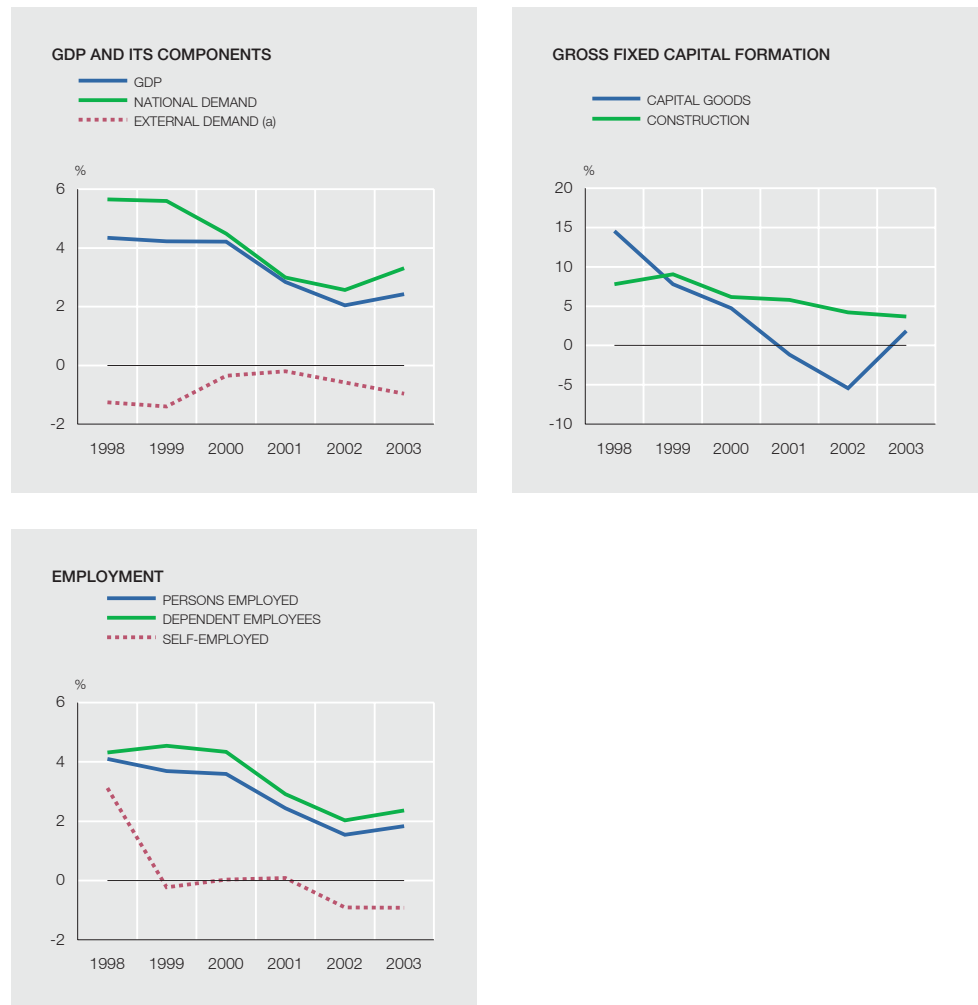 GDP AND ITS COMPONENTS
GDP
NATIONAL DEMAND
EXTERNAL DEMAND (a)
%
6
4
2
0
-2
1998 1999 2000 2001 2002 2003
GROSS FIXED CAPITAL FORMATION
CAPITAL GOODS
CONSTRUCTION
%
20
15
10
5
0
-5
-10
1998 1999 2000 2001 2002 2003
EMPLOYMENT
PERSONS EMPLOYED
DEPENDENT EMPLOYEES
SELF-EMPLOYED
%
6
4
2
0
-2
1998 1999 2000 2001 2002 2003